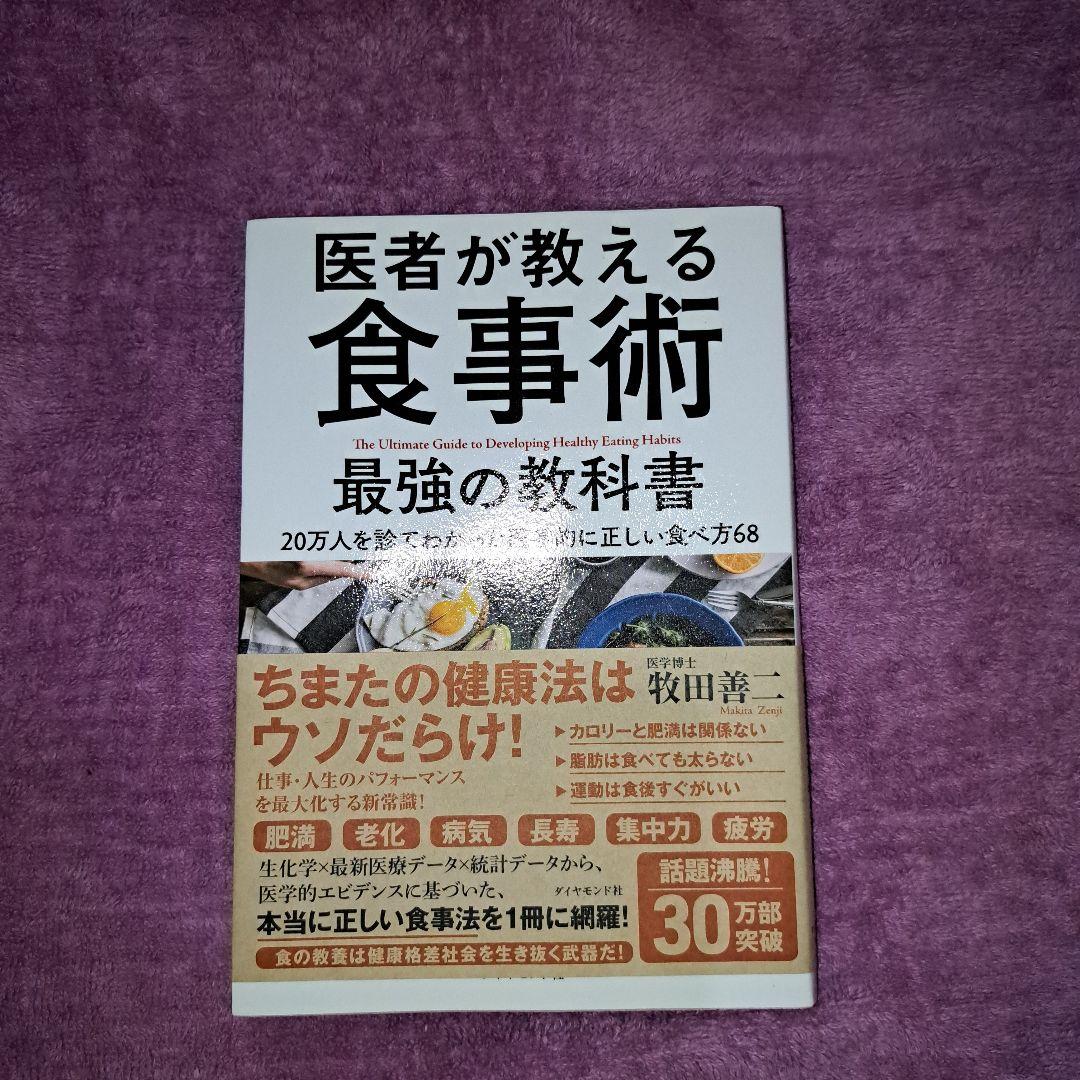 医者が教える
食事術
The Ultimate Guide to Developing Healthy Eating Habits
最強の教科書
20万人を診てわかった医学的に正しい食べ方68
ちまたの健康法は
ウソだらけ!
医学博士
牧田善二
Makita Zenji
▶カロリーと肥満は関係ない
▶脂肪は食べても太らない
▶運動は食後すぐがいい
仕事・人生のパフォーマンス
を最大化する新常識!
肥満 老化 病気 長寿 集中力 疲労
生化学×最新医療データ×統計データから、
医学的エビデンスに基づいた、
ダイヤモンド社
本当に正しい食事法を1冊に網羅!
食の教養は健康格差社会を生き抜く武器だ!
話題沸騰!
30万部
突破